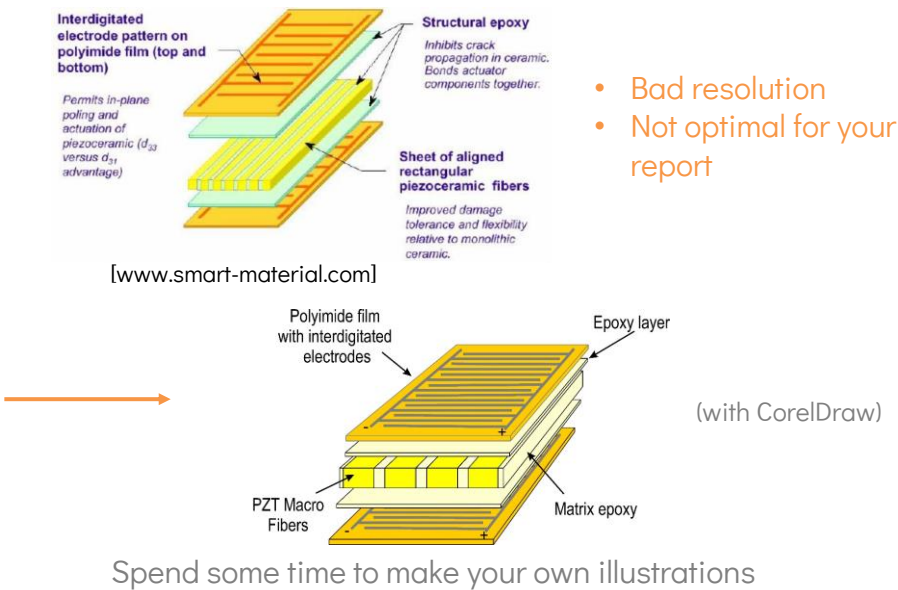 Interdigitated
electrode pattern on
polyimide film (top and
bottom)
Permits in-plane
poling and
actuation of
piezoceramic (d33
versus d31
advantage)
Structural epoxy
Inhibits crack
propagation in ceramic.
Bonds actuator
components together.
Sheet of aligned
rectangular
piezoceramic fibers
Improved damage
tolerance and flexibility
relative to monolithic
ceramic.
[www.smart-material.com]
• Bad resolution
• Not optimal for your
report
Polyimide film
with interdigitated
electrodes
Epoxy layer
- +
PZT Macro
Fibers
Matrix epoxy
- +
(with CorelDraw)
Spend some time to make your own illustrations